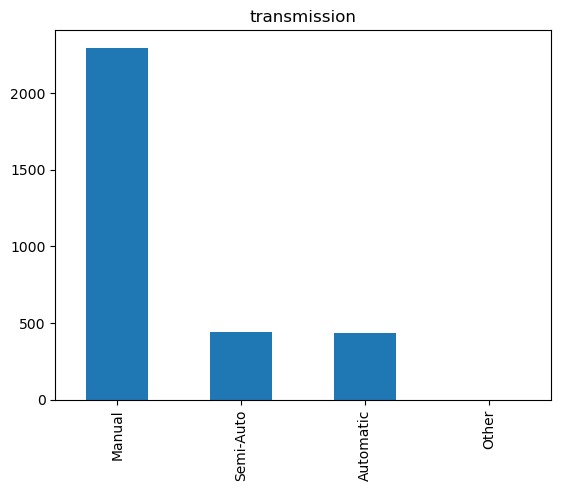 transmission
2000
1500
1000
500
0
Manual
Semi-Auto
Automatic
Other